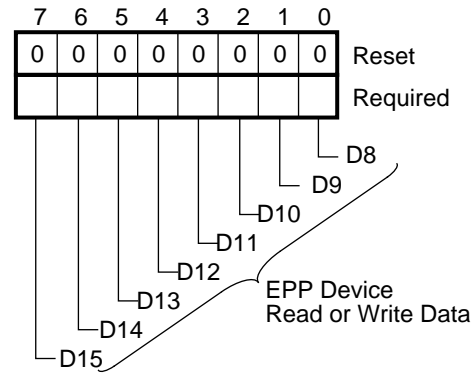 7 6 5 4 3 2 1 0
0 0 0 0 0 0 0 0 Reset
Required
D8
D9
D10
D11
D12
D13
EPP Device
Read or Write Data
D14
D15